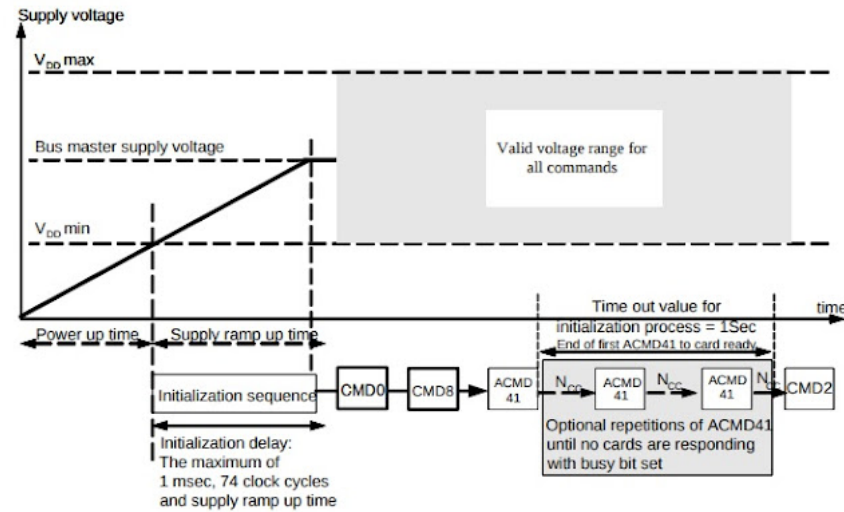 Supply voltage
V_DD max
Bus master supply voltage
Valid voltage range for
all commands
V_DD min
time
Power up time
Supply ramp up time
Time out value for
initialization process = 1Sec
End of first ACMD41 to card ready
Initialization sequence
CMD0
CMD8
ACMD
41
N_CC
ACMD
41
N_CC
ACMD
41
N_CC
CMD2
Optional repetitions of ACMD41
until no cards are responding
with busy bit set
Initialization delay:
The maximum of
1 msec, 74 clock cycles
and supply ramp up time